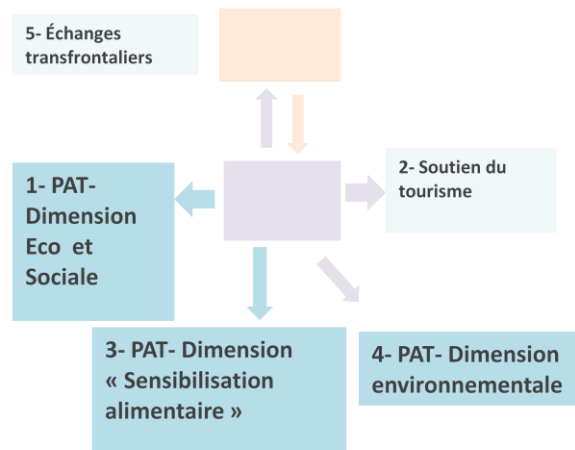 5- Échanges
transfrontaliers
1- PAT-
Dimension
Eco et
Sociale
2- Soutien du
tourisme
3- PAT- Dimension
« Sensibilisation
alimentaire »
4- PAT- Dimension
environnementale